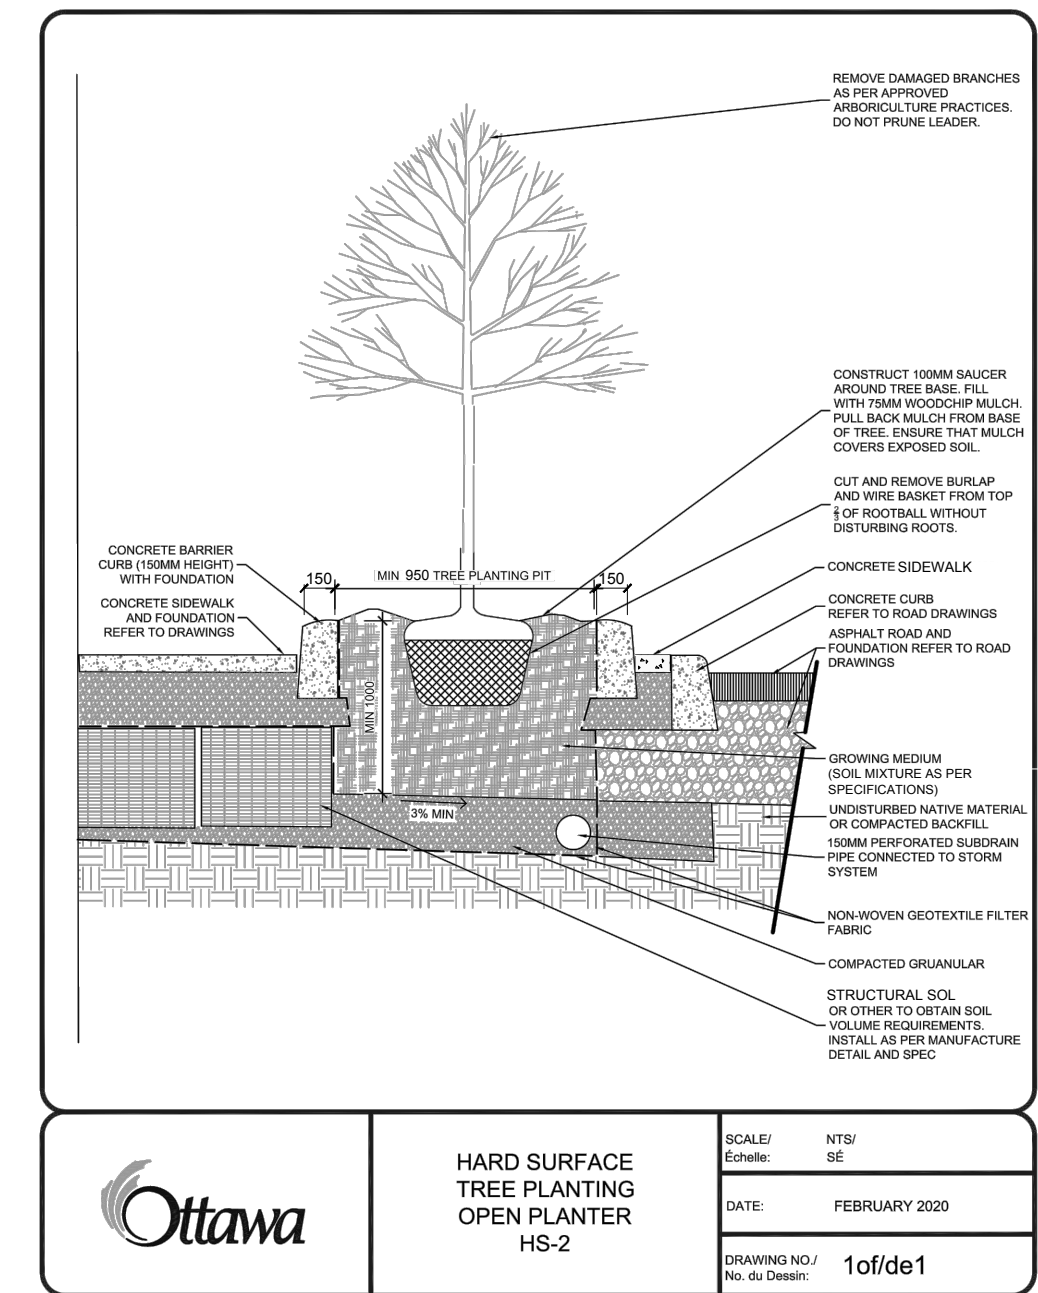 REMOVE DAMAGED BRANCHES
AS PER APPROVED
ARBORICULTURE PRACTICES.
DO NOT PRUNE LEADER.
CONSTRUCT 100MM SAUCER
AROUND TREE BASE. FILL
WITH 75MM WOODCHIP MULCH.
PULL BACK MULCH FROM BASE
OF TREE. ENSURE THAT MULCH
COVERS EXPOSED SOIL.
CUT AND REMOVE BURLAP
AND WIRE BASKET FROM TOP
2/3 OF ROOTBALL WITHOUT
DISTURBING ROOTS.
CONCRETE BARRIER
CURB (150MM HEIGHT)
WITH FOUNDATION
CONCRETE SIDEWALK
AND FOUNDATION
REFER TO DRAWINGS
150
MIN 950 TREE PLANTING PIT
150
MIN 1000
3% MIN
CONCRETE SIDEWALK
CONCRETE CURB
REFER TO ROAD DRAWINGS
ASPHALT ROAD AND
FOUNDATION REFER TO ROAD
DRAWINGS
GROWING MEDIUM
(SOIL MIXTURE AS PER
SPECIFICATIONS)
UNDISTURBED NATIVE MATERIAL
OR COMPACTED BACKFILL
150MM PERFORATED SUBDRAIN
PIPE CONNECTED TO STORM
SYSTEM
NON-WOVEN GEOTEXTILE FILTER
FABRIC
COMPACTED GRUANULAR
STRUCTURAL SOL
OR OTHER TO OBTAIN SOIL
VOLUME REQUIREMENTS.
INSTALL AS PER MANUFACTURE
DETAIL AND SPEC
Ottawa
HARD SURFACE
TREE PLANTING
OPEN PLANTER
HS-2
SCALE/ NTS/
Échelle: SÉ
DATE: FEBRUARY 2020
DRAWING NO./ 1of/de1
No. du Dessin: